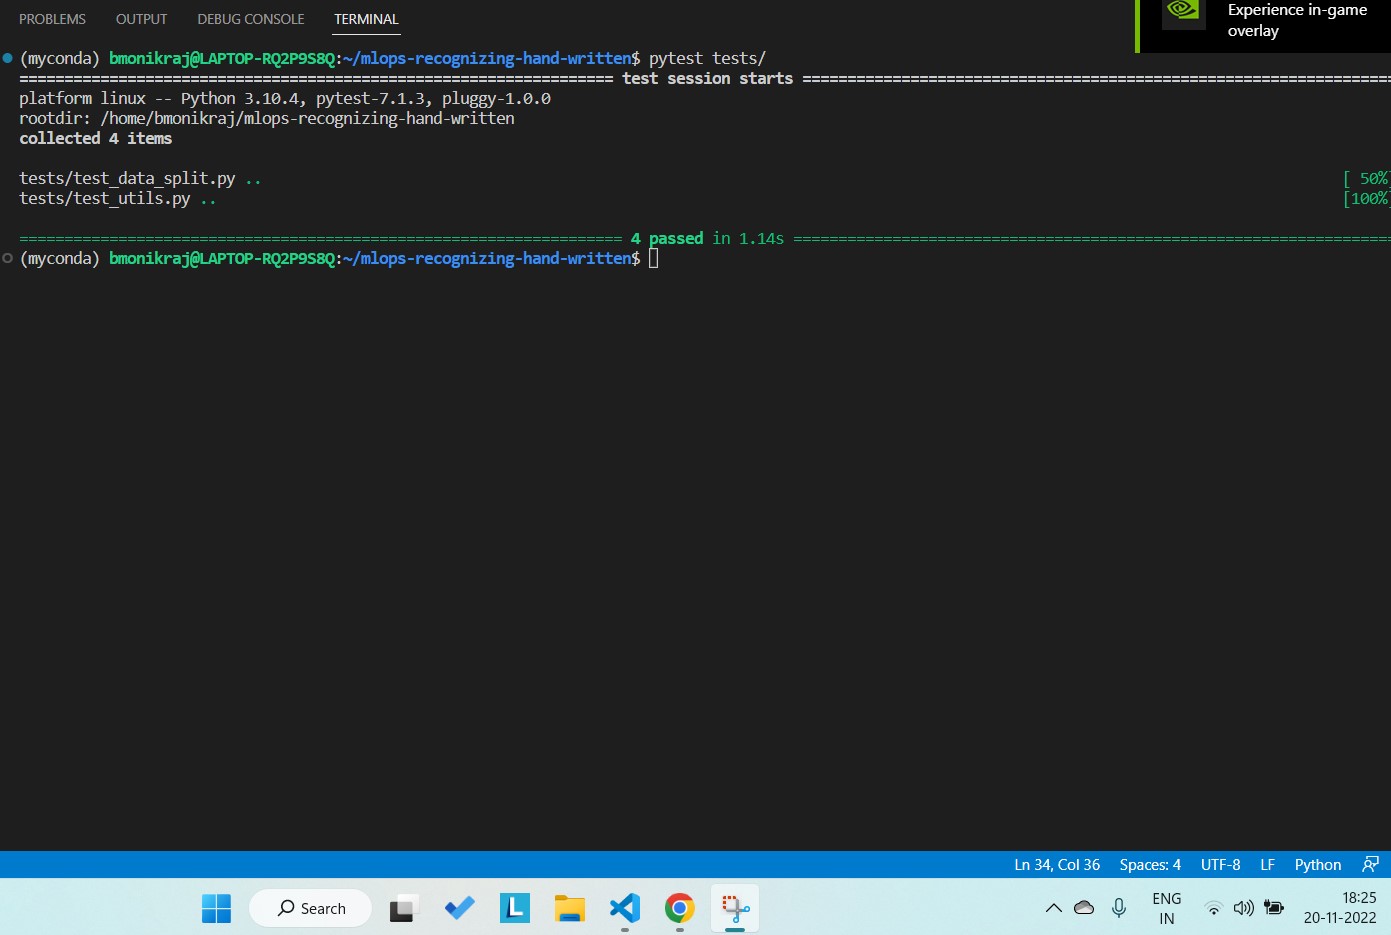 PROBLEMS OUTPUT DEBUG CONSOLE TERMINAL
Experience in-game
overlay
(myconda) bmonikraj@LAPTOP-RQ2P9S8Q:~/mlops-recognizing-hand-written$ pytest tests/
================================================================== test session starts ==================================================================
platform linux -- Python 3.10.4, pytest-7.1.3, pluggy-1.0.0
rootdir: /home/bmonikraj/mlops-recognizing-hand-written
collected 4 items
tests/test_data_split.py .. [ 50%]
tests/test_utils.py .. [100%]
=================================================================== 4 passed in 1.14s ===================================================================
(myconda) bmonikraj@LAPTOP-RQ2P9S8Q:~/mlops-recognizing-hand-written$
Ln 34, Col 36 Spaces: 4 UTF-8 LF Python
Search
L
ENG
IN
18:25
20-11-2022